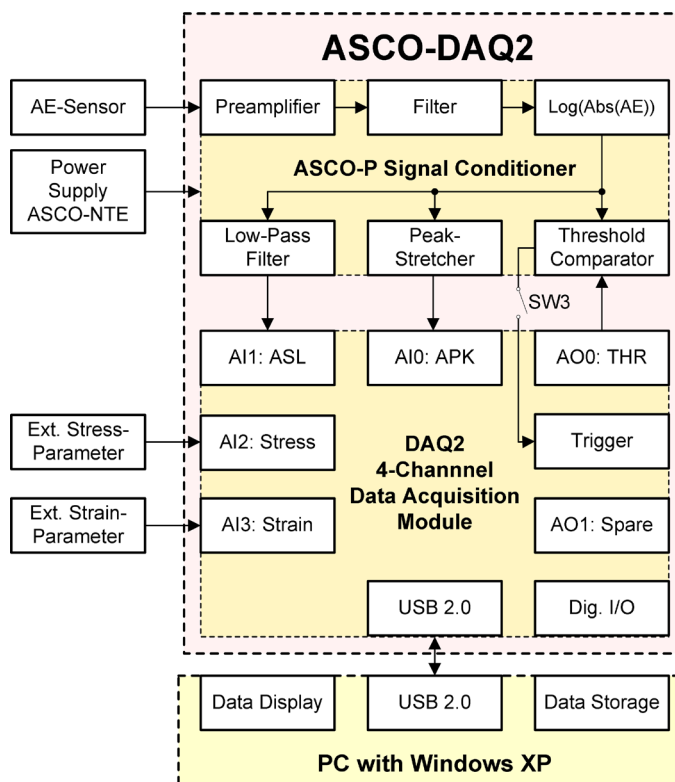 ASCO-DAQ2
AE-Sensor
Preamplifier
Filter
Log(Abs(AE))
Power
Supply
ASCO-NTE
ASCO-P Signal Conditioner
Low-Pass
Filter
Peak-
Stretcher
Threshold
Comparator
SW3
AI1: ASL
AI0: APK
AO0: THR
Ext. Stress-
Parameter
AI2: Stress
DAQ2
4-Channnel
Data Acquisition
Module
Trigger
Ext. Strain-
Parameter
AI3: Strain
AO1: Spare
USB 2.0
Dig. I/O
Data Display
USB 2.0
Data Storage
PC with Windows XP